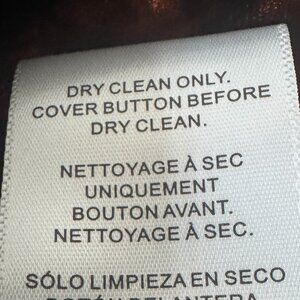 DRY CLEAN ONLY.
COVER BUTTON BEFORE
DRY CLEAN.
NETTOYAGE À SEC
UNIQUEMENT
BOUTON AVANT.
NETTOYAGE À SEC.
SÓLO LIMPIEZA EN SECO